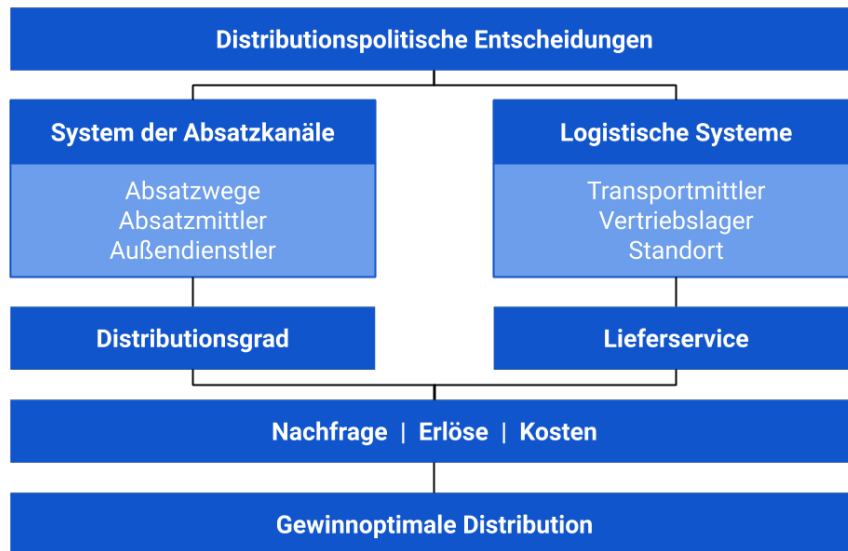 Distributionspolitische Entscheidungen
System der Absatzkanäle
Absatzwege
Absatzmittler
Außendienstler
Logistische Systeme
Transportmittler
Vertriebslager
Standort
Distributionsgrad
Lieferservice
Nachfrage | Erlöse | Kosten
Gewinnoptimale Distribution